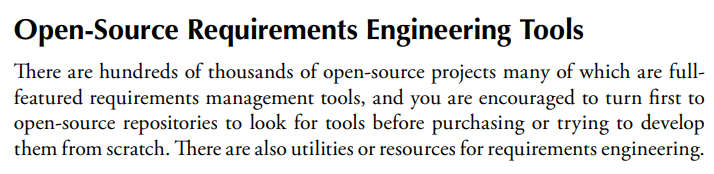 Open-Source Requirements Engineering Tools
There are hundreds of thousands of open-source projects many of which are full-
featured requirements management tools, and you are encouraged to turn first to
open-source repositories to look for tools before purchasing or trying to develop
them from scratch. There are also utilities or resources for requirements engineering.